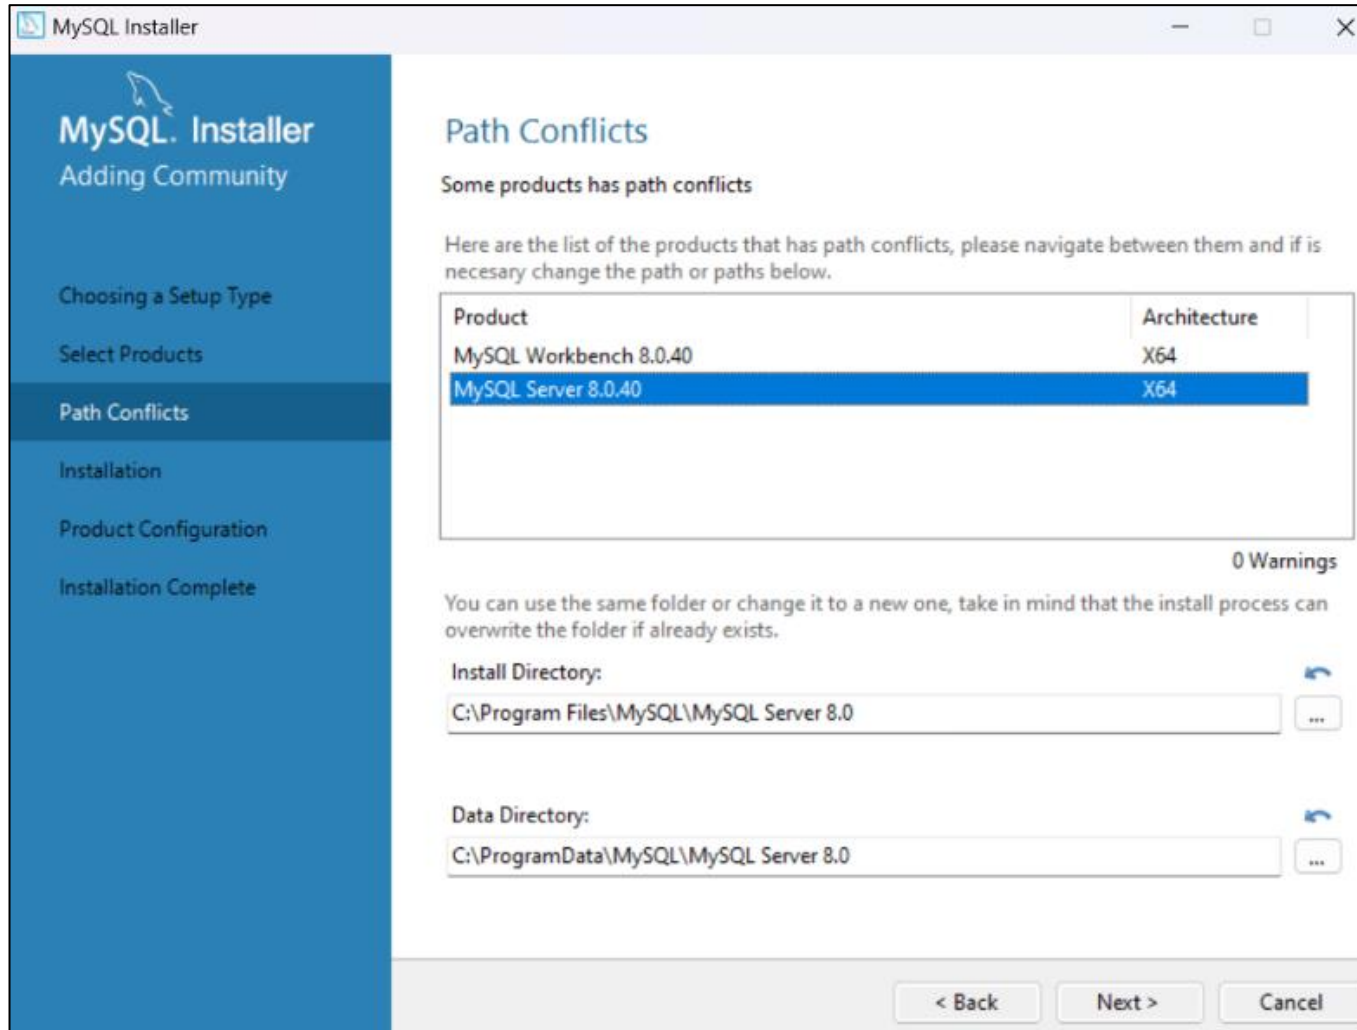 MySQL Installer
MySQL. Installer
Adding Community
Choosing a Setup Type
Select Products
Path Conflicts
Installation
Product Configuration
Installation Complete
Path Conflicts
Some products has path conflicts
Here are the list of the products that has path conflicts, please navigate between them and if is
necesary change the path or paths below.
Product Architecture
MySQL Workbench 8.0.40 X64
MySQL Server 8.0.40 X64
0 Warnings
You can use the same folder or change it to a new one, take in mind that the install process can
overwrite the folder if already exists.
Install Directory:
C:\Program Files\MySQL\MySQL Server 8.0
...
Data Directory:
C:\ProgramData\MySQL\MySQL Server 8.0
...
< Back Next > Cancel